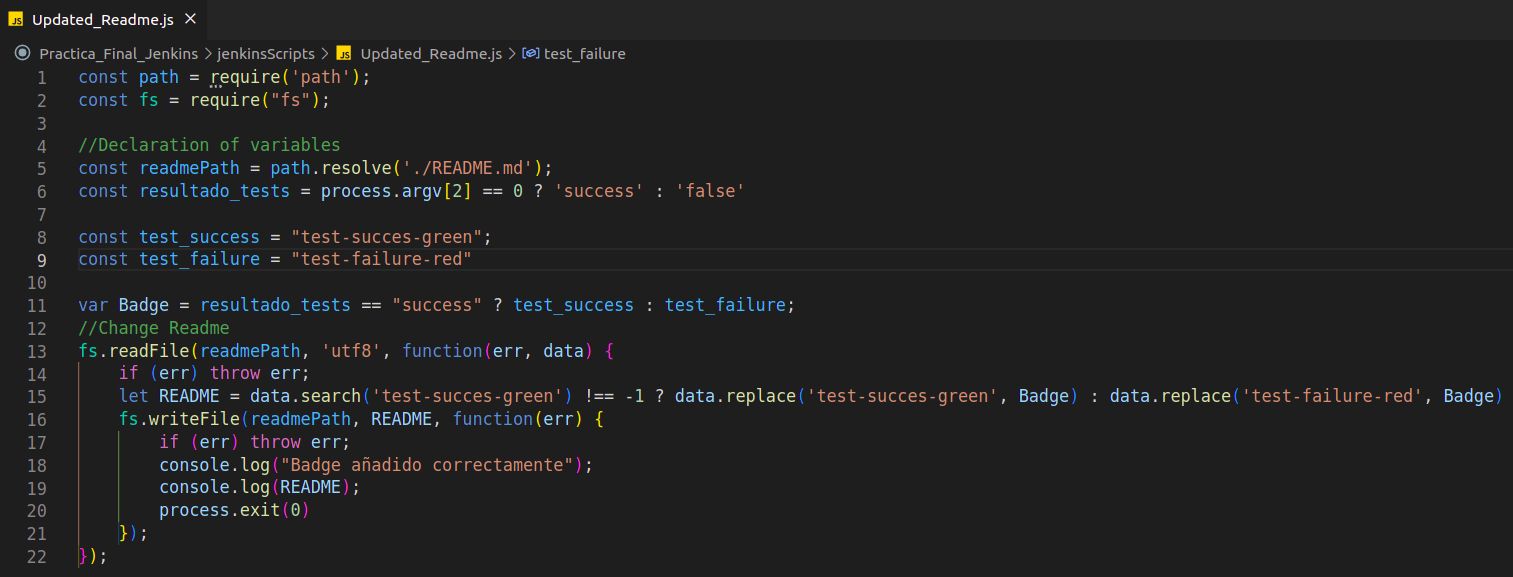 JS Updated_Readme.js ×
Practica_Final_Jenkins > jenkinsScripts > JS Updated_Readme.js > test_failure
1 const path = require('path');
2 const fs = require("fs");
3
4 //Declaration of variables
5 const readmePath = path.resolve('./README.md');
6 const resultado_tests = process.argv[2] == 0 ? 'success' : 'false'
7
8 const test_success = "test-succes-green";
9 const test_failure = "test-failure-red"
10
11 var Badge = resultado_tests == "success" ? test_success : test_failure;
12 //Change Readme
13 fs.readFile(readmePath, 'utf8', function(err, data) {
14     if (err) throw err;
15     let README = data.search('test-succes-green') !== -1 ? data.replace('test-succes-green', Badge) : data.replace('test-failure-red', Badge)
16     fs.writeFile(readmePath, README, function(err) {
17         if (err) throw err;
18         console.log("Badge añadido correctamente");
19         console.log(README);
20         process.exit(0)
21     });
22 });